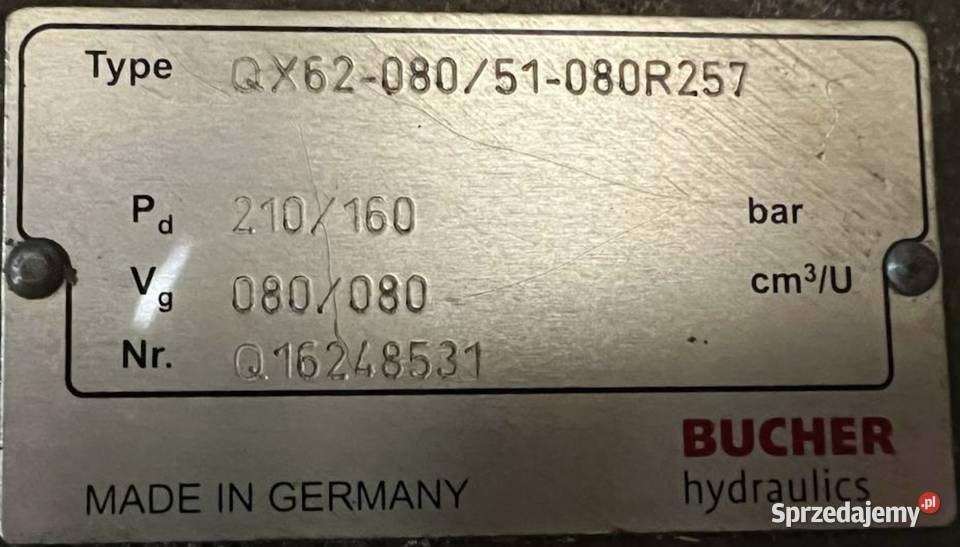 Type QX62-080/51-080R257
Pd 210/160 bar
Vg 080/080 cm³/U
Nr. Q16248531
BUCHER
hydraulics
MADE IN GERMANY
Sprzedajemy.pl